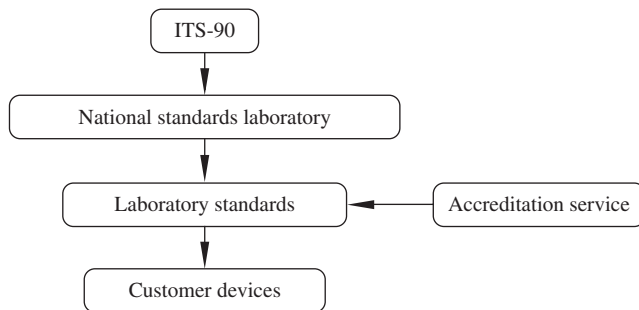 ITS-90
National standards laboratory
Laboratory standards
Accreditation service
Customer devices